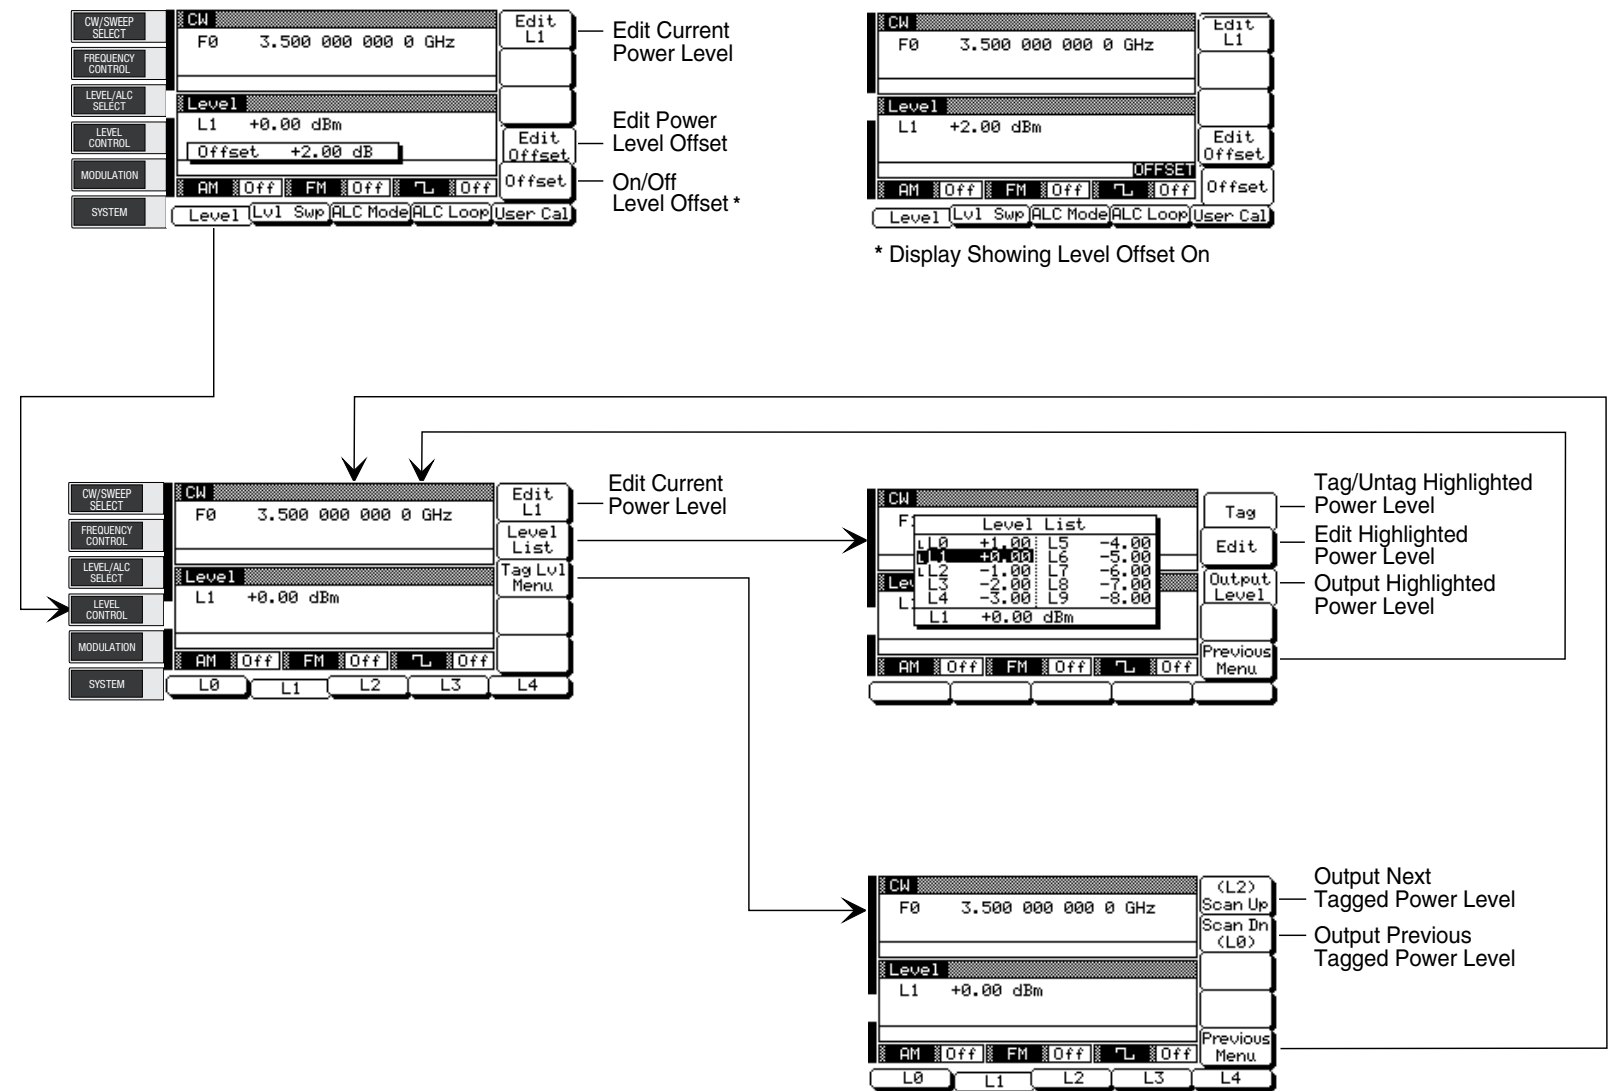 CW/SWEEP
SELECT
FREQUENCY
CONTROL
LEVEL/ALC
SELECT
LEVEL
CONTROL
MODULATION
SYSTEM
CW
F0 3.500 000 000 0 GHz
Level
L1 +0.00 dBm
Offset +2.00 dB
AM Off FM Off Off
Level Lvl Swp ALC Mode ALC Loop User Cal
Edit
L1
Edit
Offset
Offset
Edit Current
Power Level
Edit Power
Level Offset
On/Off
Level Offset *
CW
F0 3.500 000 000 0 GHz
Level
L1 +2.00 dBm
OFFSET
AM Off FM Off Off
Level Lvl Swp ALC Mode ALC Loop User Cal
Edit
L1
Edit
Offset
Offset
* Display Showing Level Offset On
CW/SWEEP
SELECT
FREQUENCY
CONTROL
LEVEL/ALC
SELECT
LEVEL
CONTROL
MODULATION
SYSTEM
CW
F0 3.500 000 000 0 GHz
Level
L1 +0.00 dBm
AM Off FM Off Off
L0 L1 L2 L3 L4
Edit
L1
Level
List
Tag Lvl
Menu
Edit Current
Power Level
CW
F
Level List
L0 +1.00 L5 -4.00
L1 +0.00 L6 -5.00
L2 -1.00 L7 -6.00
L3 -2.00 L8 -7.00
L4 -3.00 L9 -8.00
L1 +0.00 dBm
Lev
L
AM Off FM Off Off
Tag
Edit
Output
Level
Previous
Menu
Tag/Untag Highlighted
Power Level
Edit Highlighted
Power Level
Output Highlighted
Power Level
CW
F0 3.500 000 000 0 GHz
Level
L1 +0.00 dBm
AM Off FM Off Off
L0 L1 L2 L3 L4
(L2)
Scan Up
Scan Dn
(L0)
Previous
Menu
Output Next
Tagged Power Level
Output Previous
Tagged Power Level